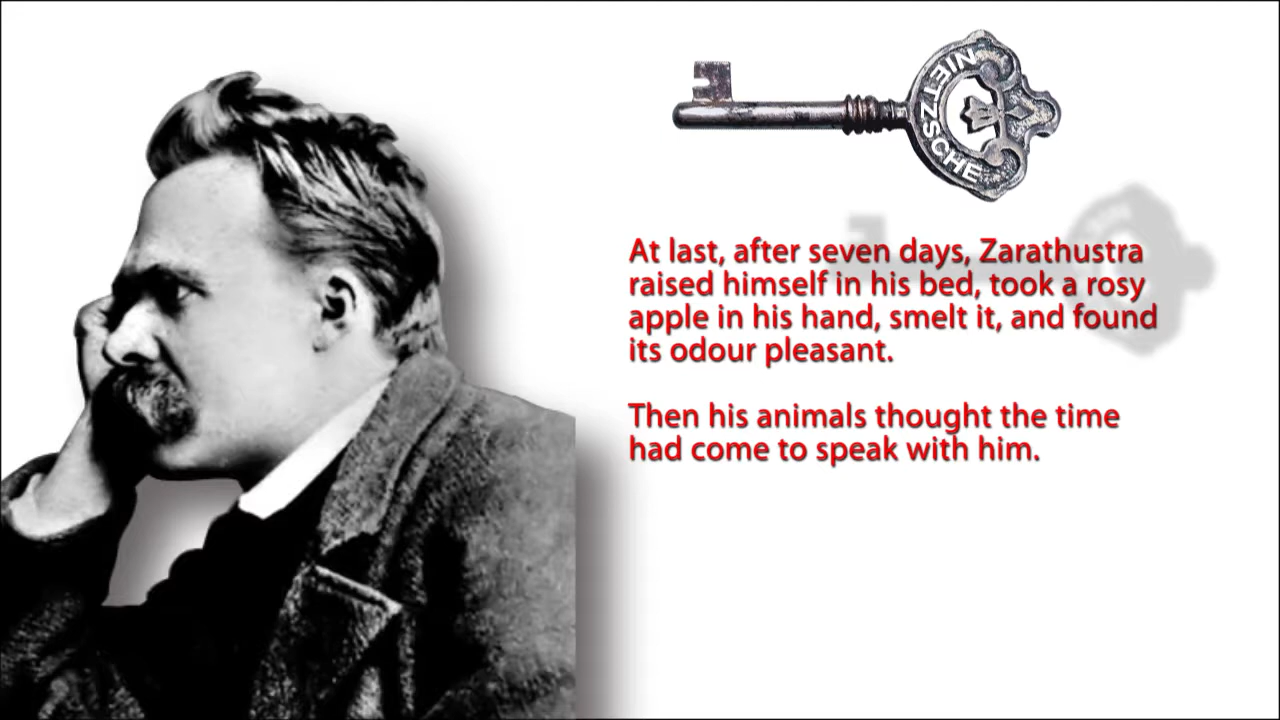 NIETZSCHE
At last, after seven days, Zarathustra
raised himself in his bed, took a rosy
apple in his hand, smelt it, and found
its odour pleasant.
Then his animals thought the time
had come to speak with him.